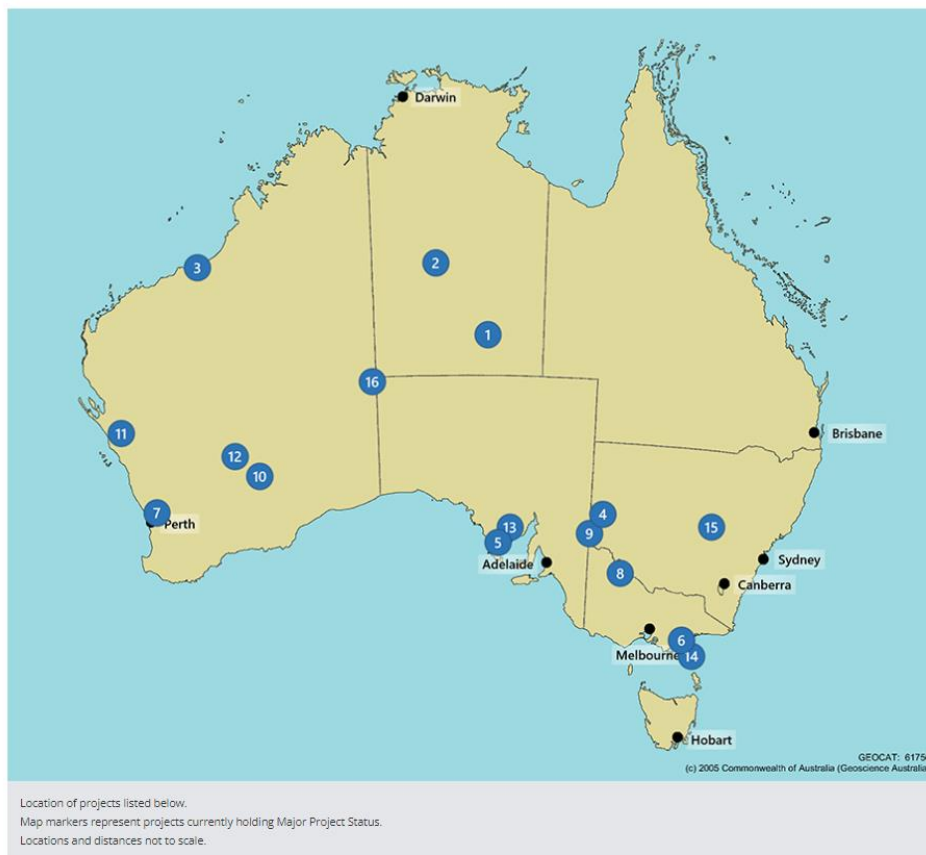 Darwin
2
3
1
16
11
Brisbane
12
10
4
7
Perth
13
15
9
5
Sydney
Adelaide
8
Canberra
6
Melbourne
14
Hobart
GEOCAT: 6175
(c) 2005 Commonwealth of Australia (Geoscience Australia
Location of projects listed below.
Map markers represent projects currently holding Major Project Status.
Locations and distances not to scale.